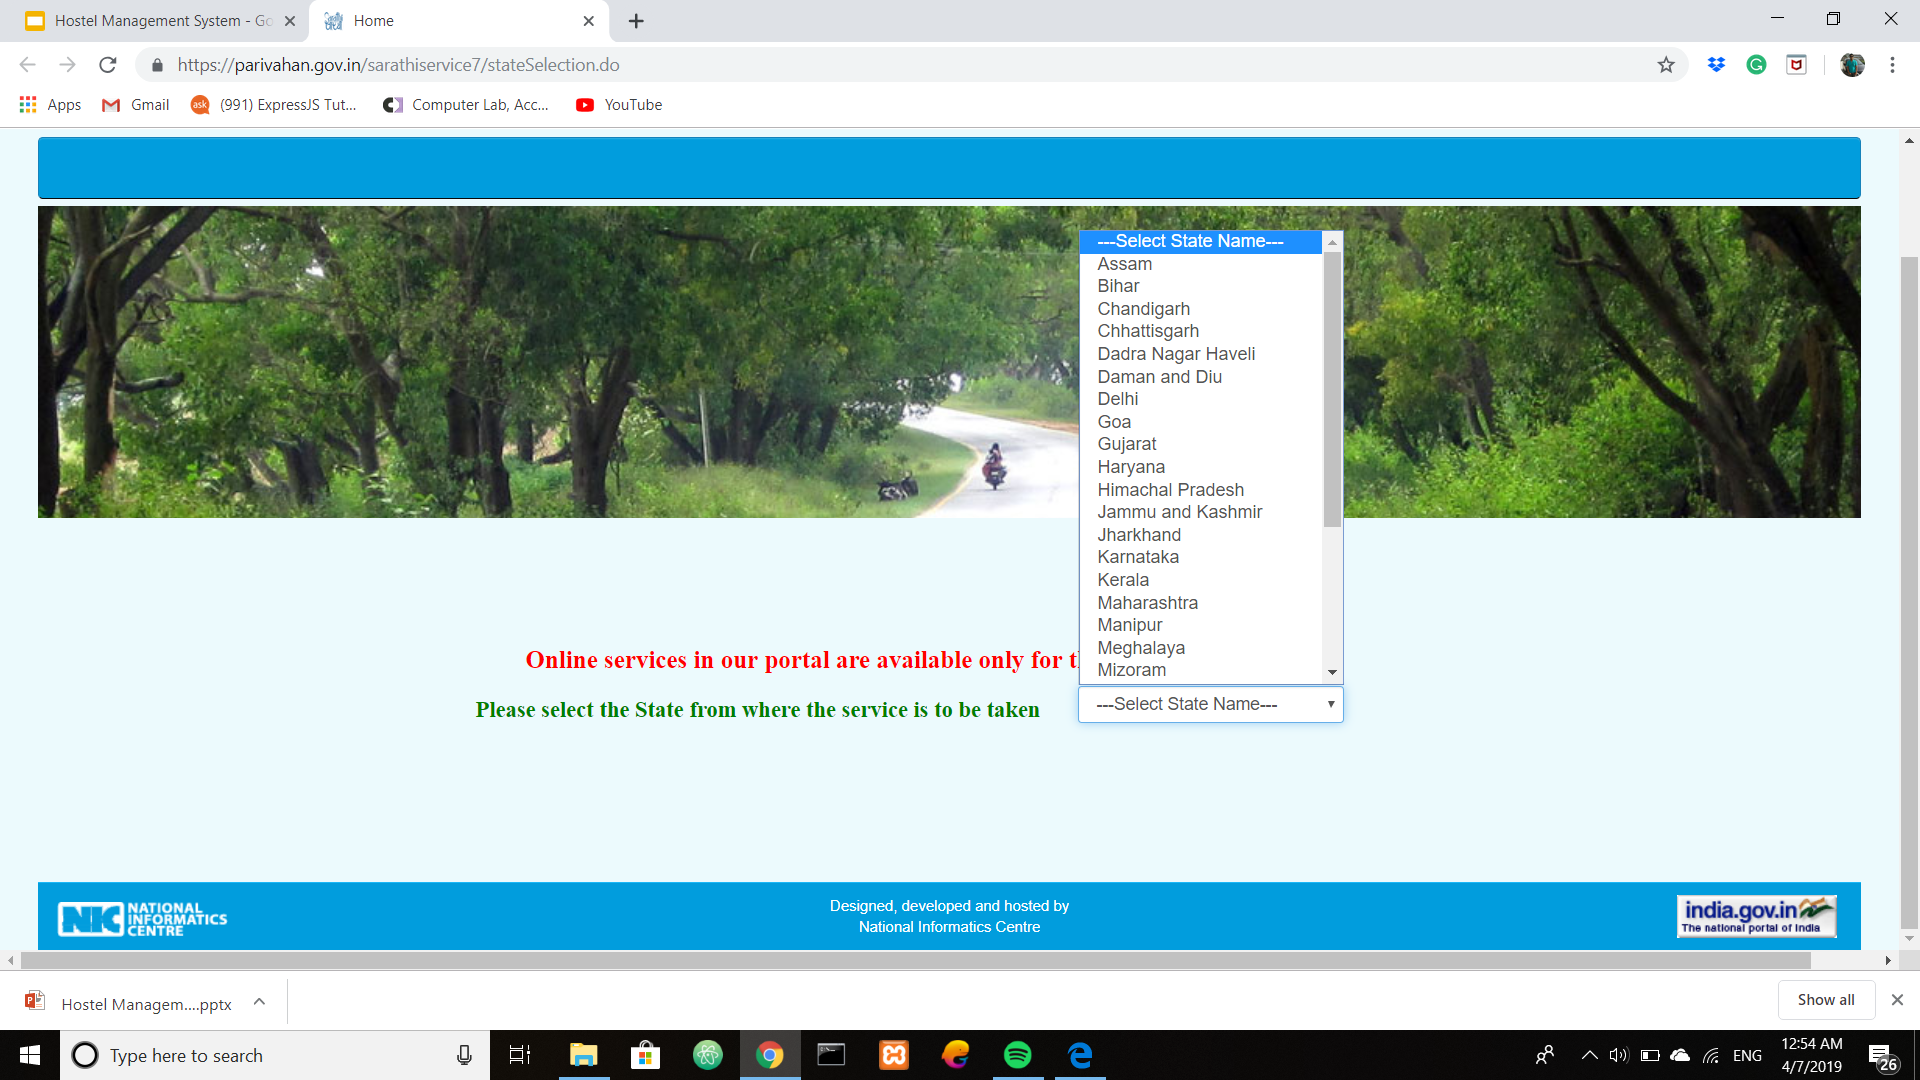 Hostel Management System - Go
Home
https://parivahan.gov.in/sarathiservice7/stateSelection.do
Apps
Gmail
ask
(991) ExpressJS Tut...
Computer Lab, Acc...
YouTube
---Select State Name---
Assam
Bihar
Chandigarh
Chhattisgarh
Dadra Nagar Haveli
Daman and Diu
Delhi
Goa
Gujarat
Haryana
Himachal Pradesh
Jammu and Kashmir
Jharkhand
Karnataka
Kerala
Maharashtra
Manipur
Meghalaya
Mizoram
Online services in our portal are available only for t
Please select the State from where the service is to be taken
---Select State Name---
NIC NATIONAL
INFORMATICS
CENTRE
Designed, developed and hosted by
National Informatics Centre
india.gov.in
The national portal of India
Hostel Managem....pptx
Show all
Type here to search
ENG
12:54 AM
4/7/2019
26